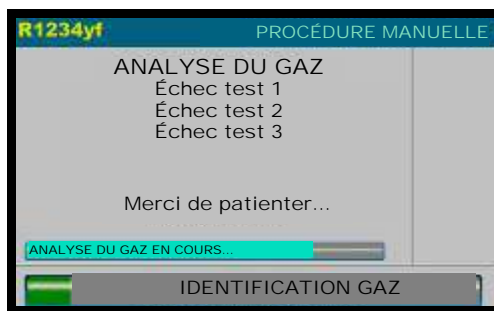 R1234yf PROCÉDURE MANUELLE
ANALYSE DU GAZ
Échec test 1
Échec test 2
Échec test 3
Merci de patienter...
ANALYSE DU GAZ EN COURS...
IDENTIFICATION GAZ